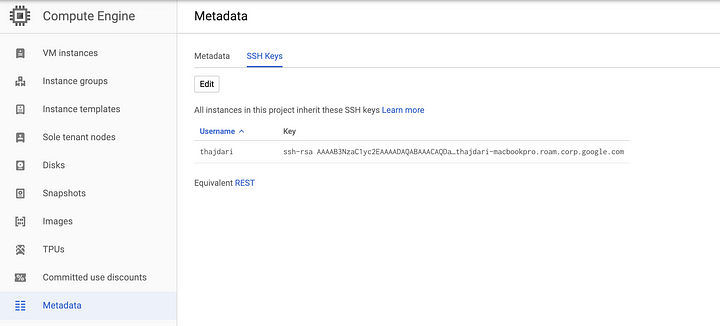 Compute Engine
Metadata
VM instances
Instance groups
Instance templates
Sole tenant nodes
Disks
Snapshots
Images
TPUs
Committed use discounts
Metadata
Metadata SSH Keys
Edit
All instances in this project inherit these SSH keys Learn more
Username Key
thajdari ssh-rsa AAAAB3NzaC1yc2EAAAADAQABAAACAQDa…thajdari-macbookpro.roam.corp.google.com
Equivalent REST